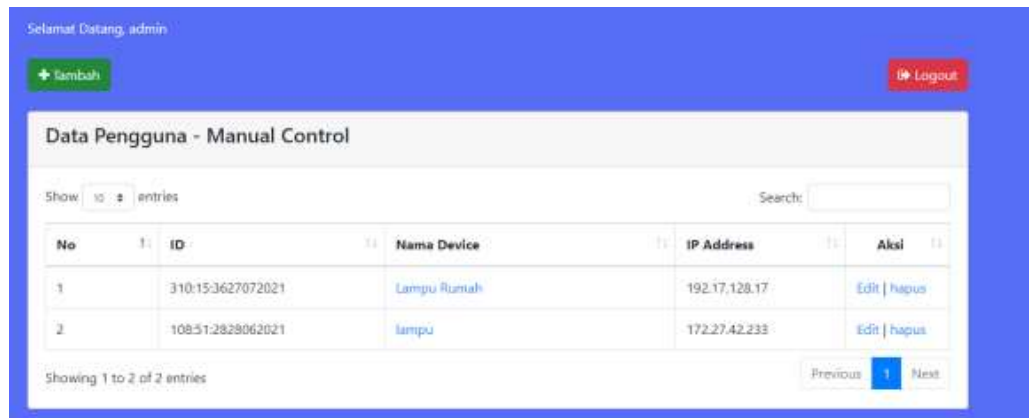 Selamat Datang, admin
Tambah Logout
Data Pengguna - Manual Control
Show 10 entries Search:
No ID Nama Device IP Address Aksi
1 310:15:3627072021 Lampu Rumah 192.17.128.17 Edit | hapus
2 108:51:2828062021 lampu 172.27.42.233 Edit | hapus
Showing 1 to 2 of 2 entries Previous 1 Next